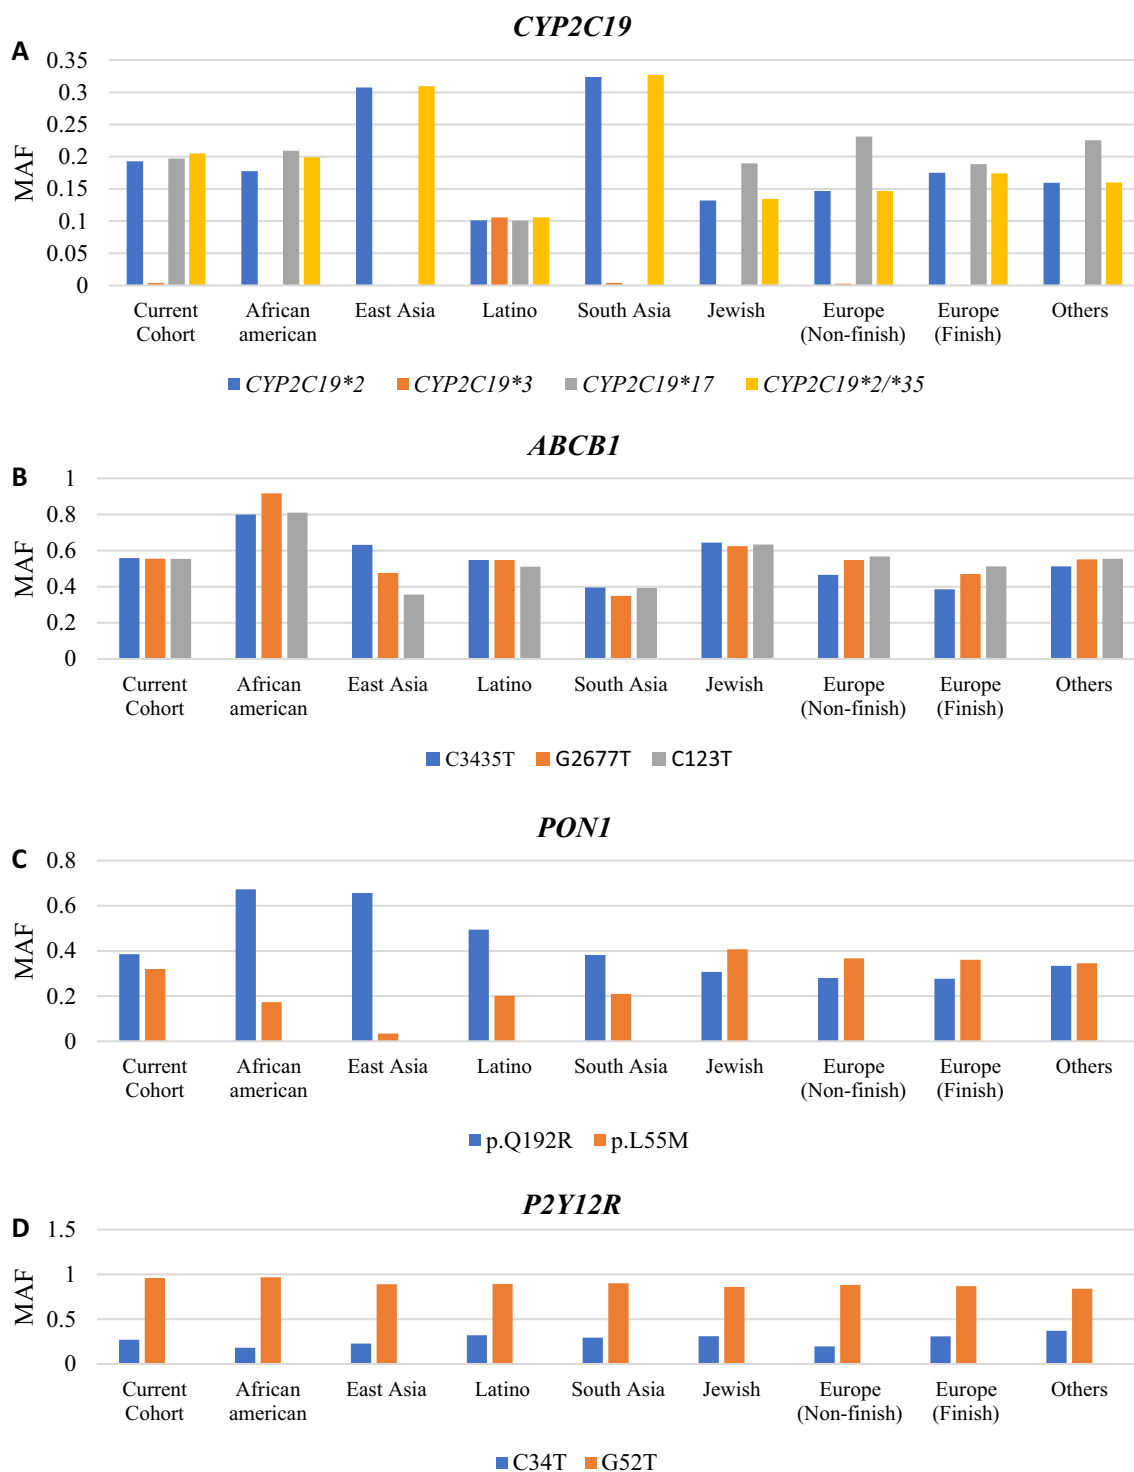 CYP2C19
A
MAF
0.35
0.3
0.25
0.2
0.15
0.1
0.05
0
Current Cohort
African american
East Asia
Latino
South Asia
Jewish
Europe (Non-finish)
Europe (Finish)
Others
CYP2C19*2 CYP2C19*3 CYP2C19*17 CYP2C19*2/*35
ABCB1
B
MAF
1
0.8
0.6
0.4
0.2
0
Current Cohort
African american
East Asia
Latino
South Asia
Jewish
Europe (Non-finish)
Europe (Finish)
Others
C3435T G2677T C123T
PON1
C
MAF
0.8
0.6
0.4
0.2
0
Current Cohort
African american
East Asia
Latino
South Asia
Jewish
Europe (Non-finish)
Europe (Finish)
Others
p.Q192R p.L55M
P2Y12R
D
MAF
1.5
1
0.5
0
Current Cohort
African american
East Asia
Latino
South Asia
Jewish
Europe (Non-finish)
Europe (Finish)
Others
C34T G52T